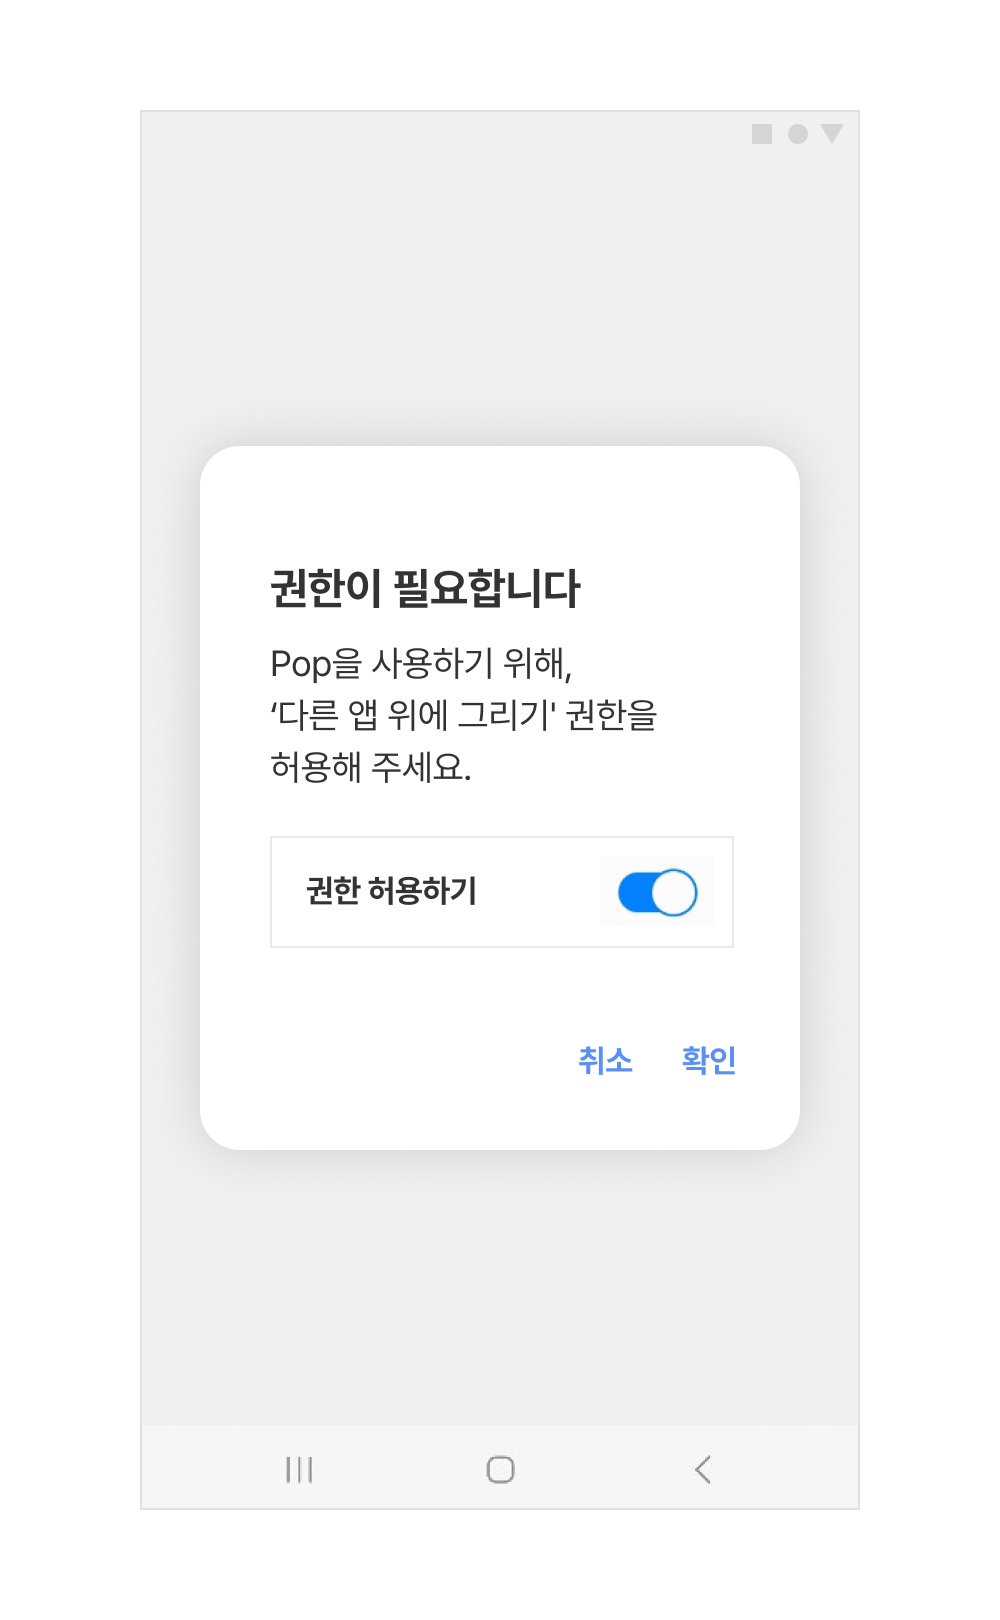 권한이 필요합니다
Pop을 사용하기 위해,
‘다른 앱 위에 그리기' 권한을
허용해 주세요.
권한 허용하기
취소 확인